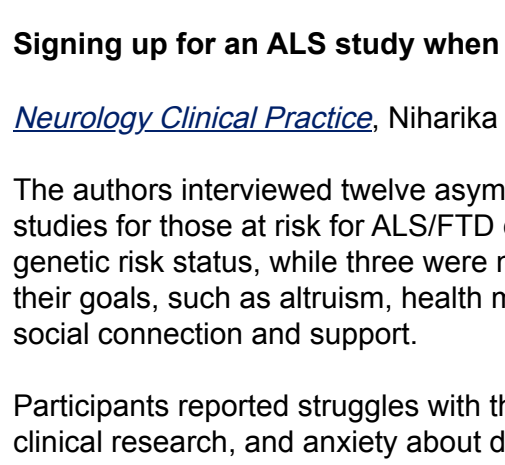 Signing up for an ALS study when
Neurology Clinical Practice, Niharika
The authors interviewed twelve asym
studies for those at risk for ALS/FTD
genetic risk status, while three were
their goals, such as altruism, health
social connection and support.
Participants reported struggles with th
clinical research, and anxiety about d